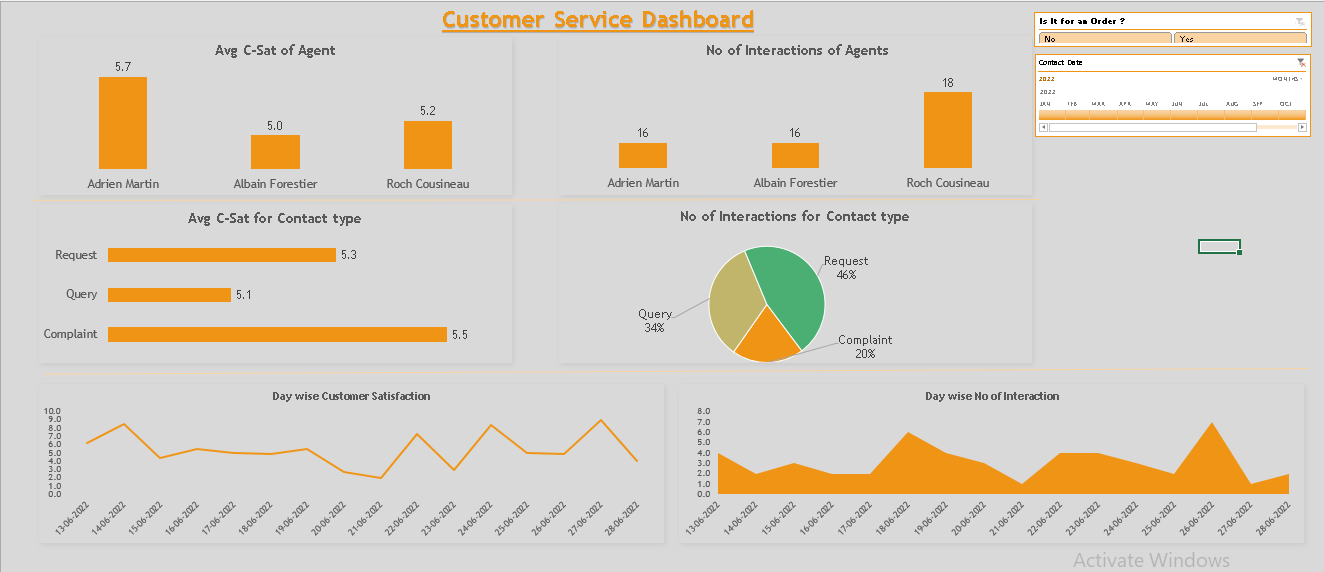 Customer Service Dashboard
Is It for an Order ?
No Yes
Contact Date
2022 MONTHS
2022
JAN FEB MAR APR MAY JUN JUL AUG SEP OCT
Avg C-Sat of Agent
5.7
5.0
5.2
Adrien Martin Albain Forestier Roch Cousineau
No of Interactions of Agents
18
16 16
Adrien Martin Albain Forestier Roch Cousineau
Avg C-Sat for Contact type
Request 5.3
Query 5.1
Complaint 5.5
No of Interactions for Contact type
Request
46%
Query
34%
Complaint
20%
Day wise Customer Satisfaction
10.0
9.0
8.0
7.0
6.0
5.0
4.0
3.0
2.0
1.0
0.0
13-06-2022 14-06-2022 15-06-2022 16-06-2022 17-06-2022 18-06-2022 19-06-2022 20-06-2022 21-06-2022 22-06-2022 23-06-2022 24-06-2022 25-06-2022 26-06-2022 27-06-2022 28-06-2022
Day wise No of Interaction
8.0
7.0
6.0
5.0
4.0
3.0
2.0
1.0
0.0
13-06-2022 14-06-2022 15-06-2022 16-06-2022 17-06-2022 18-06-2022 19-06-2022 20-06-2022 21-06-2022 22-06-2022 23-06-2022 24-06-2022 25-06-2022 26-06-2022 27-06-2022 28-06-2022
Activate Windows